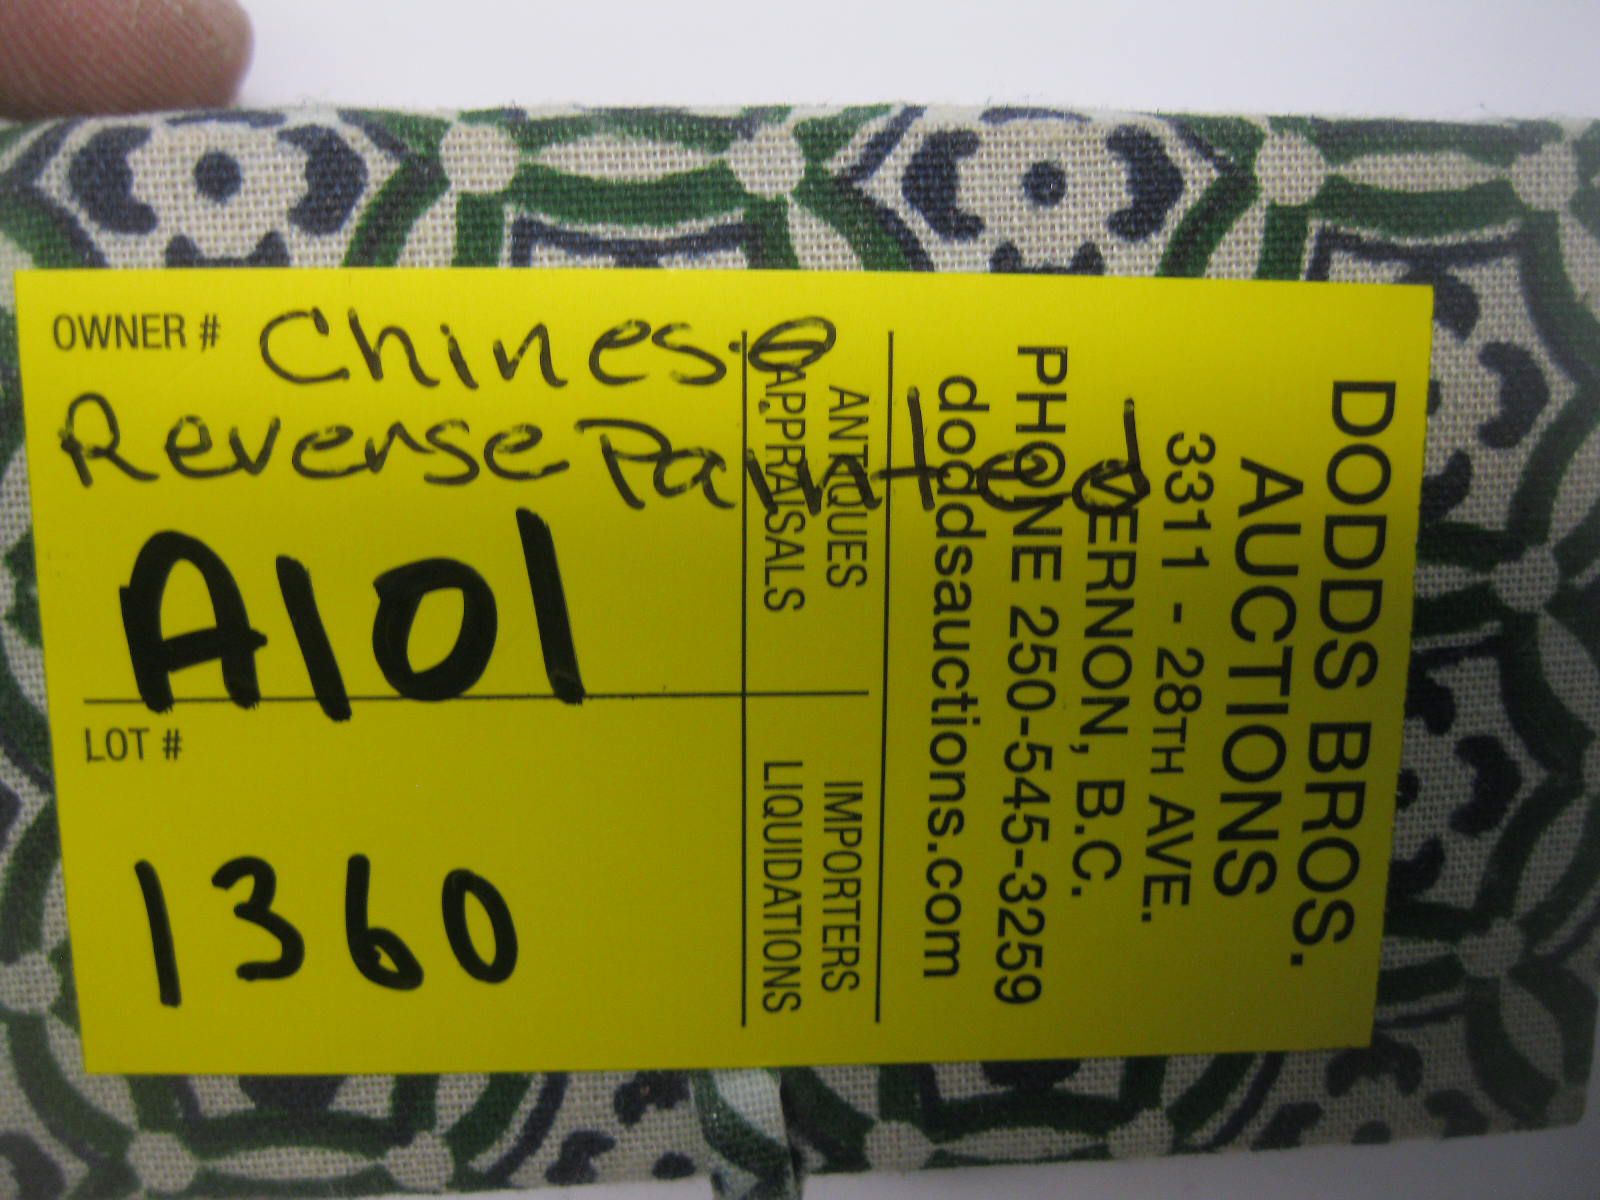 OWNER # Chinese
Reverse Painted
A101
LOT #
1360
DODDS BROS.
AUCTIONS
3311 - 28TH AVE.
VERNON, B.C.
PHONE 250-545-3259
doddsauctions.com
ANTIQUES IMPORTERS
APPRAISALS LIQUIDATIONS